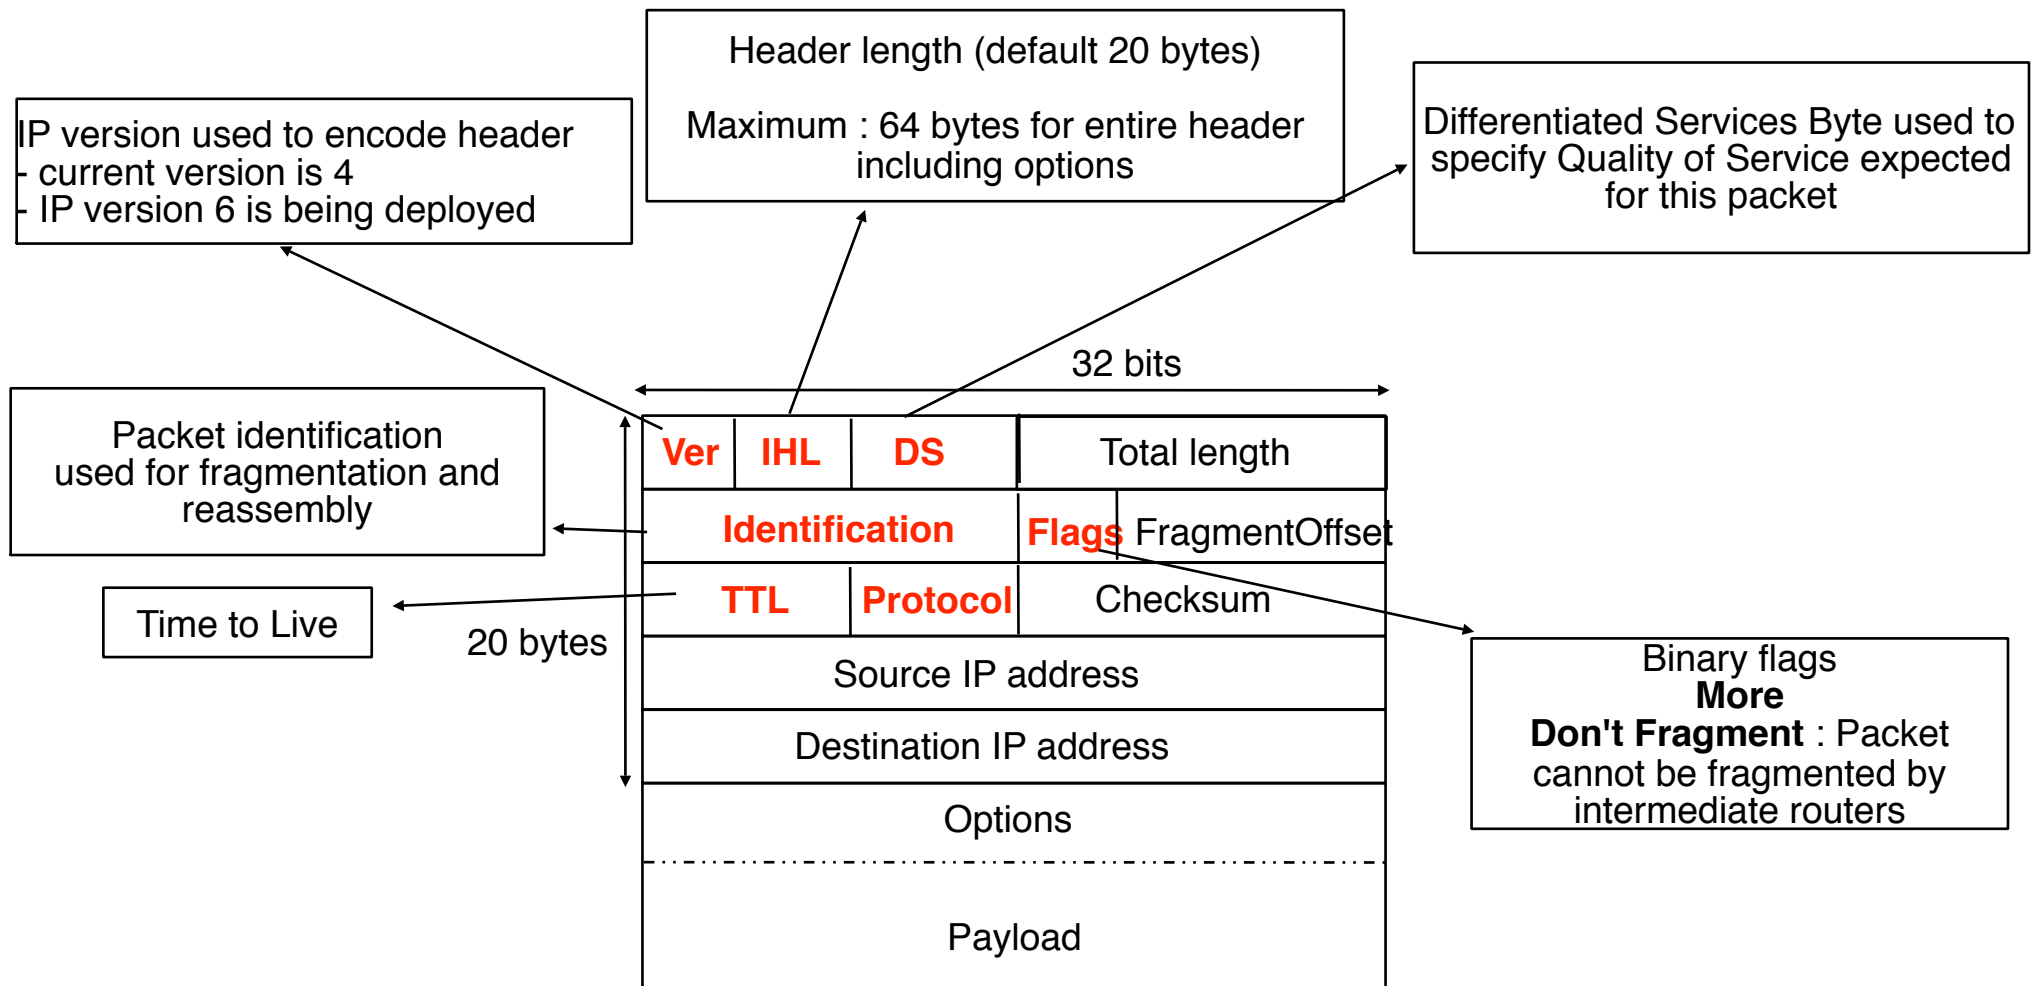 Header length (default 20 bytes)
Maximum : 64 bytes for entire header
including options
IP version used to encode header
- current version is 4
- IP version 6 is being deployed
Differentiated Services Byte used to
specify Quality of Service expected
for this packet
32 bits
Packet identification
used for fragmentation and
reassembly
Ver IHL DS Total length
Identification Flags FragmentOffset
TTL Protocol Checksum
Time to Live
20 bytes
Source IP address
Destination IP address
Options
Payload
Binary flags
More
Don't Fragment : Packet
cannot be fragmented by
intermediate routers